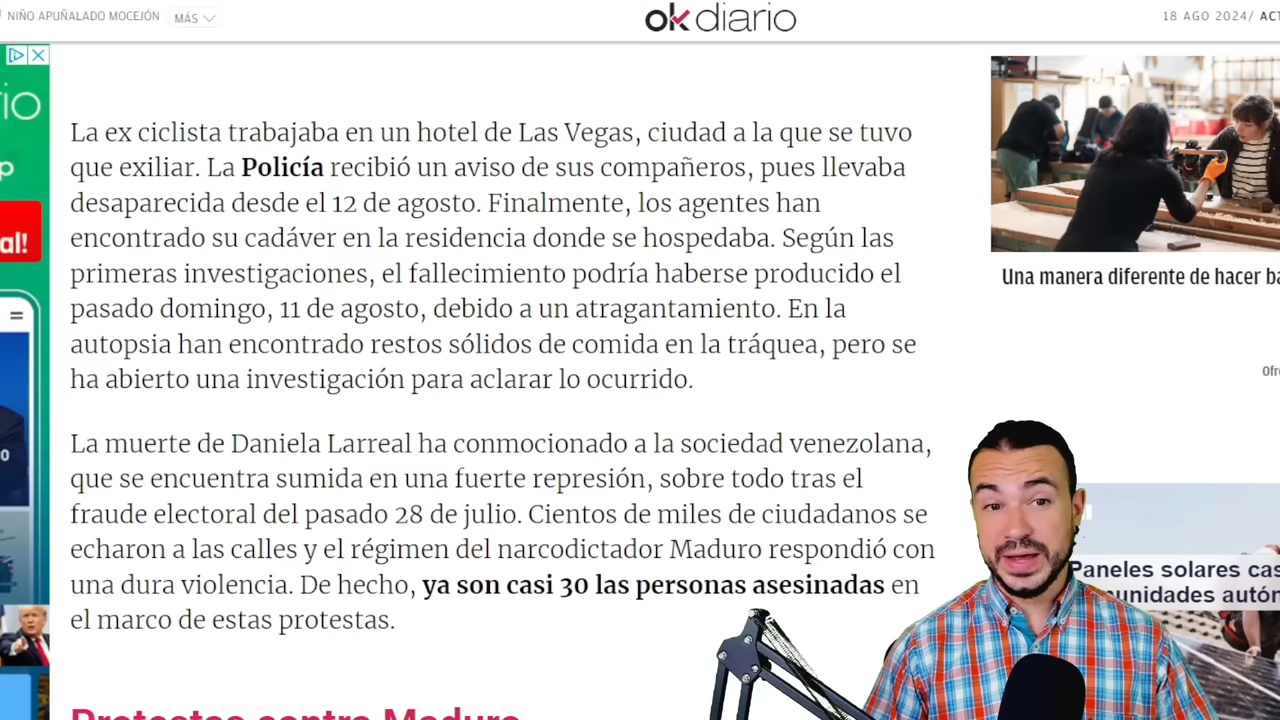 NIÑO APUÑALADO MOCEJÓN
MÁS
okdiario
18 AGO 2024/
La ex ciclista trabajaba en un hotel de Las Vegas, ciudad a la que se tuvo
que exiliar. La Policía recibió un aviso de sus compañeros, pues llevaba
desaparecida desde el 12 de agosto. Finalmente, los agentes han
encontrado su cadáver en la residencia donde se hospedaba. Según las
primeras investigaciones, el fallecimiento podría haberse producido el
pasado domingo, 11 de agosto, debido a un atragantamiento. En la
autopsia han encontrado restos sólidos de comida en la tráquea, pero se
ha abierto una investigación para aclarar lo ocurrido.
La muerte de Daniela Larreal ha conmocionado a la sociedad venezolana,
que se encuentra sumida en una fuerte represión, sobre todo tras el
fraude electoral del pasado 28 de julio. Cientos de miles de ciudadanos se
echaron a las calles y el régimen del narcodictador Maduro respondió con
una dura violencia. De hecho, ya son casi 30 las personas asesinadas en
el marco de estas protestas.
Protestas contra Maduro
Una manera diferente de hacer
Paneles solares